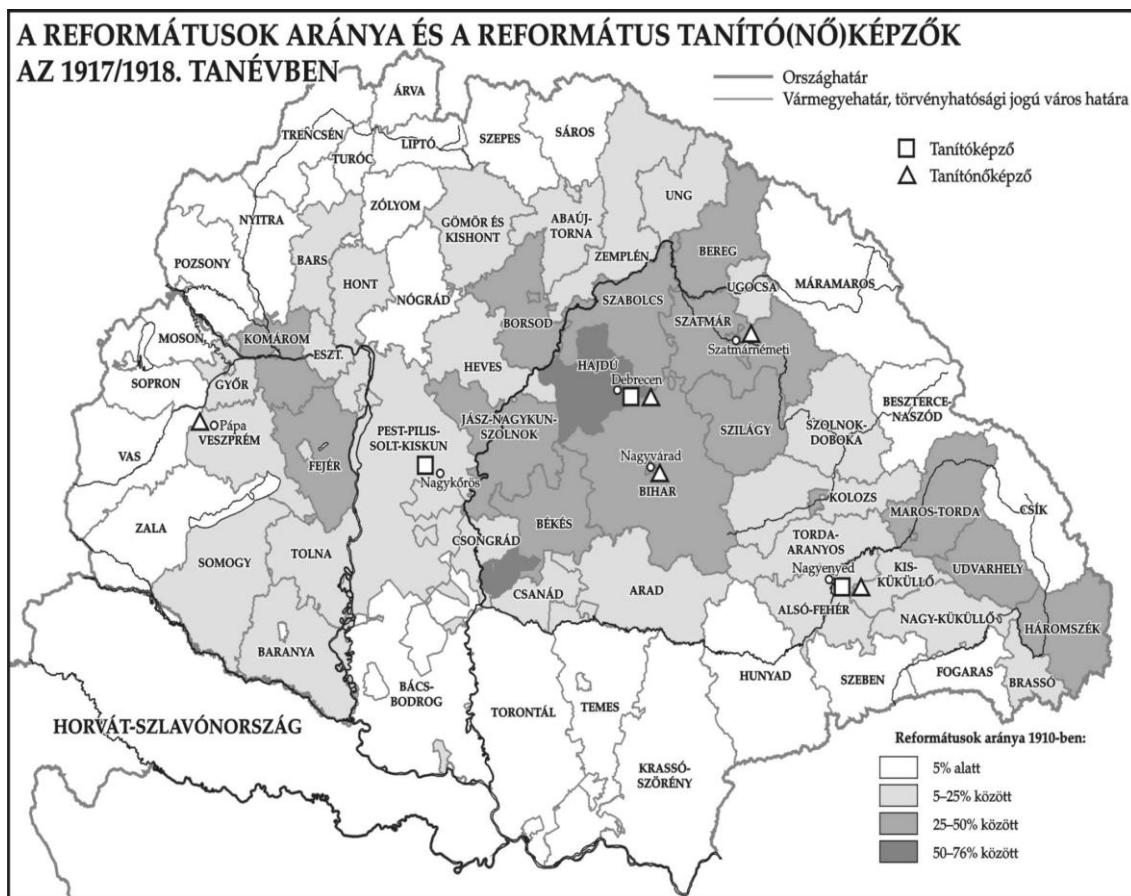 A REFORMÁTUSOK ARÁNYA ÉS A REFORMÁTUS TANÍTÓ(NŐ)KÉPZŐK
AZ 1917/1918. TANÉVBEN
Országhatár
Vármegyehatár, törvényhatósági jogú város határa
Tanítóképző
Tanítónőképző
ÁRVA
TRENCSÉN
LIPTÓ
TURÓC
SZEPES
SÁROS
NYITRA
ZÓLYOM
GÖMÖR ÉS
KISHONT
ABAÚJ-
TORNA
UNG
ZEMPLÉN
BEREG
POZSONY
BARS
HONT
NÓGRÁD
UGOCSA
MÁRAMAROS
SZABOLCS
SZATMÁR
Szatmárnémeti
MOSON
KOMÁROM
ESZT.
BORSOD
HEVES
HAJDÚ
Debrecen
SOPRON
GYŐR
BESZTERCE-
NASZÓD
Pápa
VESZPRÉM
VAS
FEJÉR
PEST-PILIS-
SOLT-KISKUN
Nagykőrös
JÁSZ-NAGYKUN-
SZOLNOK
SZILÁGY
SZOLNOK-
DOBOKA
Nagyvárad
BIHAR
KOLOZS
MAROS-TORDA
CSÍK
ZALA
SOMOGY
TOLNA
CSONGRÁD
BÉKÉS
TORDA-
ARANYOS
Nagyenyed
KIS-
KÜKÜLLŐ
UDVARHELY
CSANÁD
ARAD
ALSÓ-FEHÉR
NAGY-KÜKÜLLŐ
HÁROMSZÉK
BARANYA
BÁCS-
BODROG
HUNYAD
SZEBEN
FOGARAS
BRASSÓ
HORVÁT-SZLAVÓNORSZÁG
TORONTÁL
TEMES
KRASSÓ-
SZÖRÉNY
Reformátusok aránya 1910-ben:
5% alatt
5–25% között
25–50% között
50–76% között